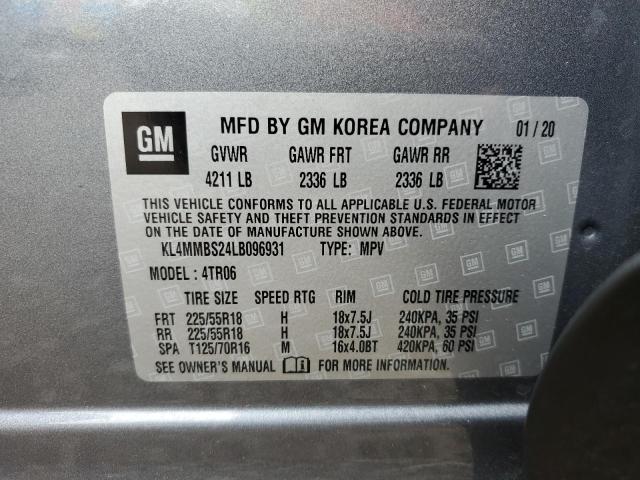 GM MFD BY GM KOREA COMPANY 01 / 20
GVWR GAWR FRT GAWR RR
4211 LB 2336 LB 2336 LB
THIS VEHICLE CONFORMS TO ALL APPLICABLE U.S. FEDERAL MOTOR
VEHICLE SAFETY AND THEFT PREVENTION STANDARDS IN EFFECT
ON THE DATE OF MANUFACTURE SHOWN ABOVE.
KL4MMBS24LB096931 TYPE: MPV
MODEL : 4TR06
TIRE SIZE SPEED RTG RIM COLD TIRE PRESSURE
FRT 225/55R18 H 18x7.5J 240KPA, 35 PSI
RR 225/55R18 H 18x7.5J 240KPA, 35 PSI
SPA T125/70R16 M 16x4.0BT 420KPA, 60 PSI
SEE OWNER'S MANUAL FOR MORE INFORMATION.